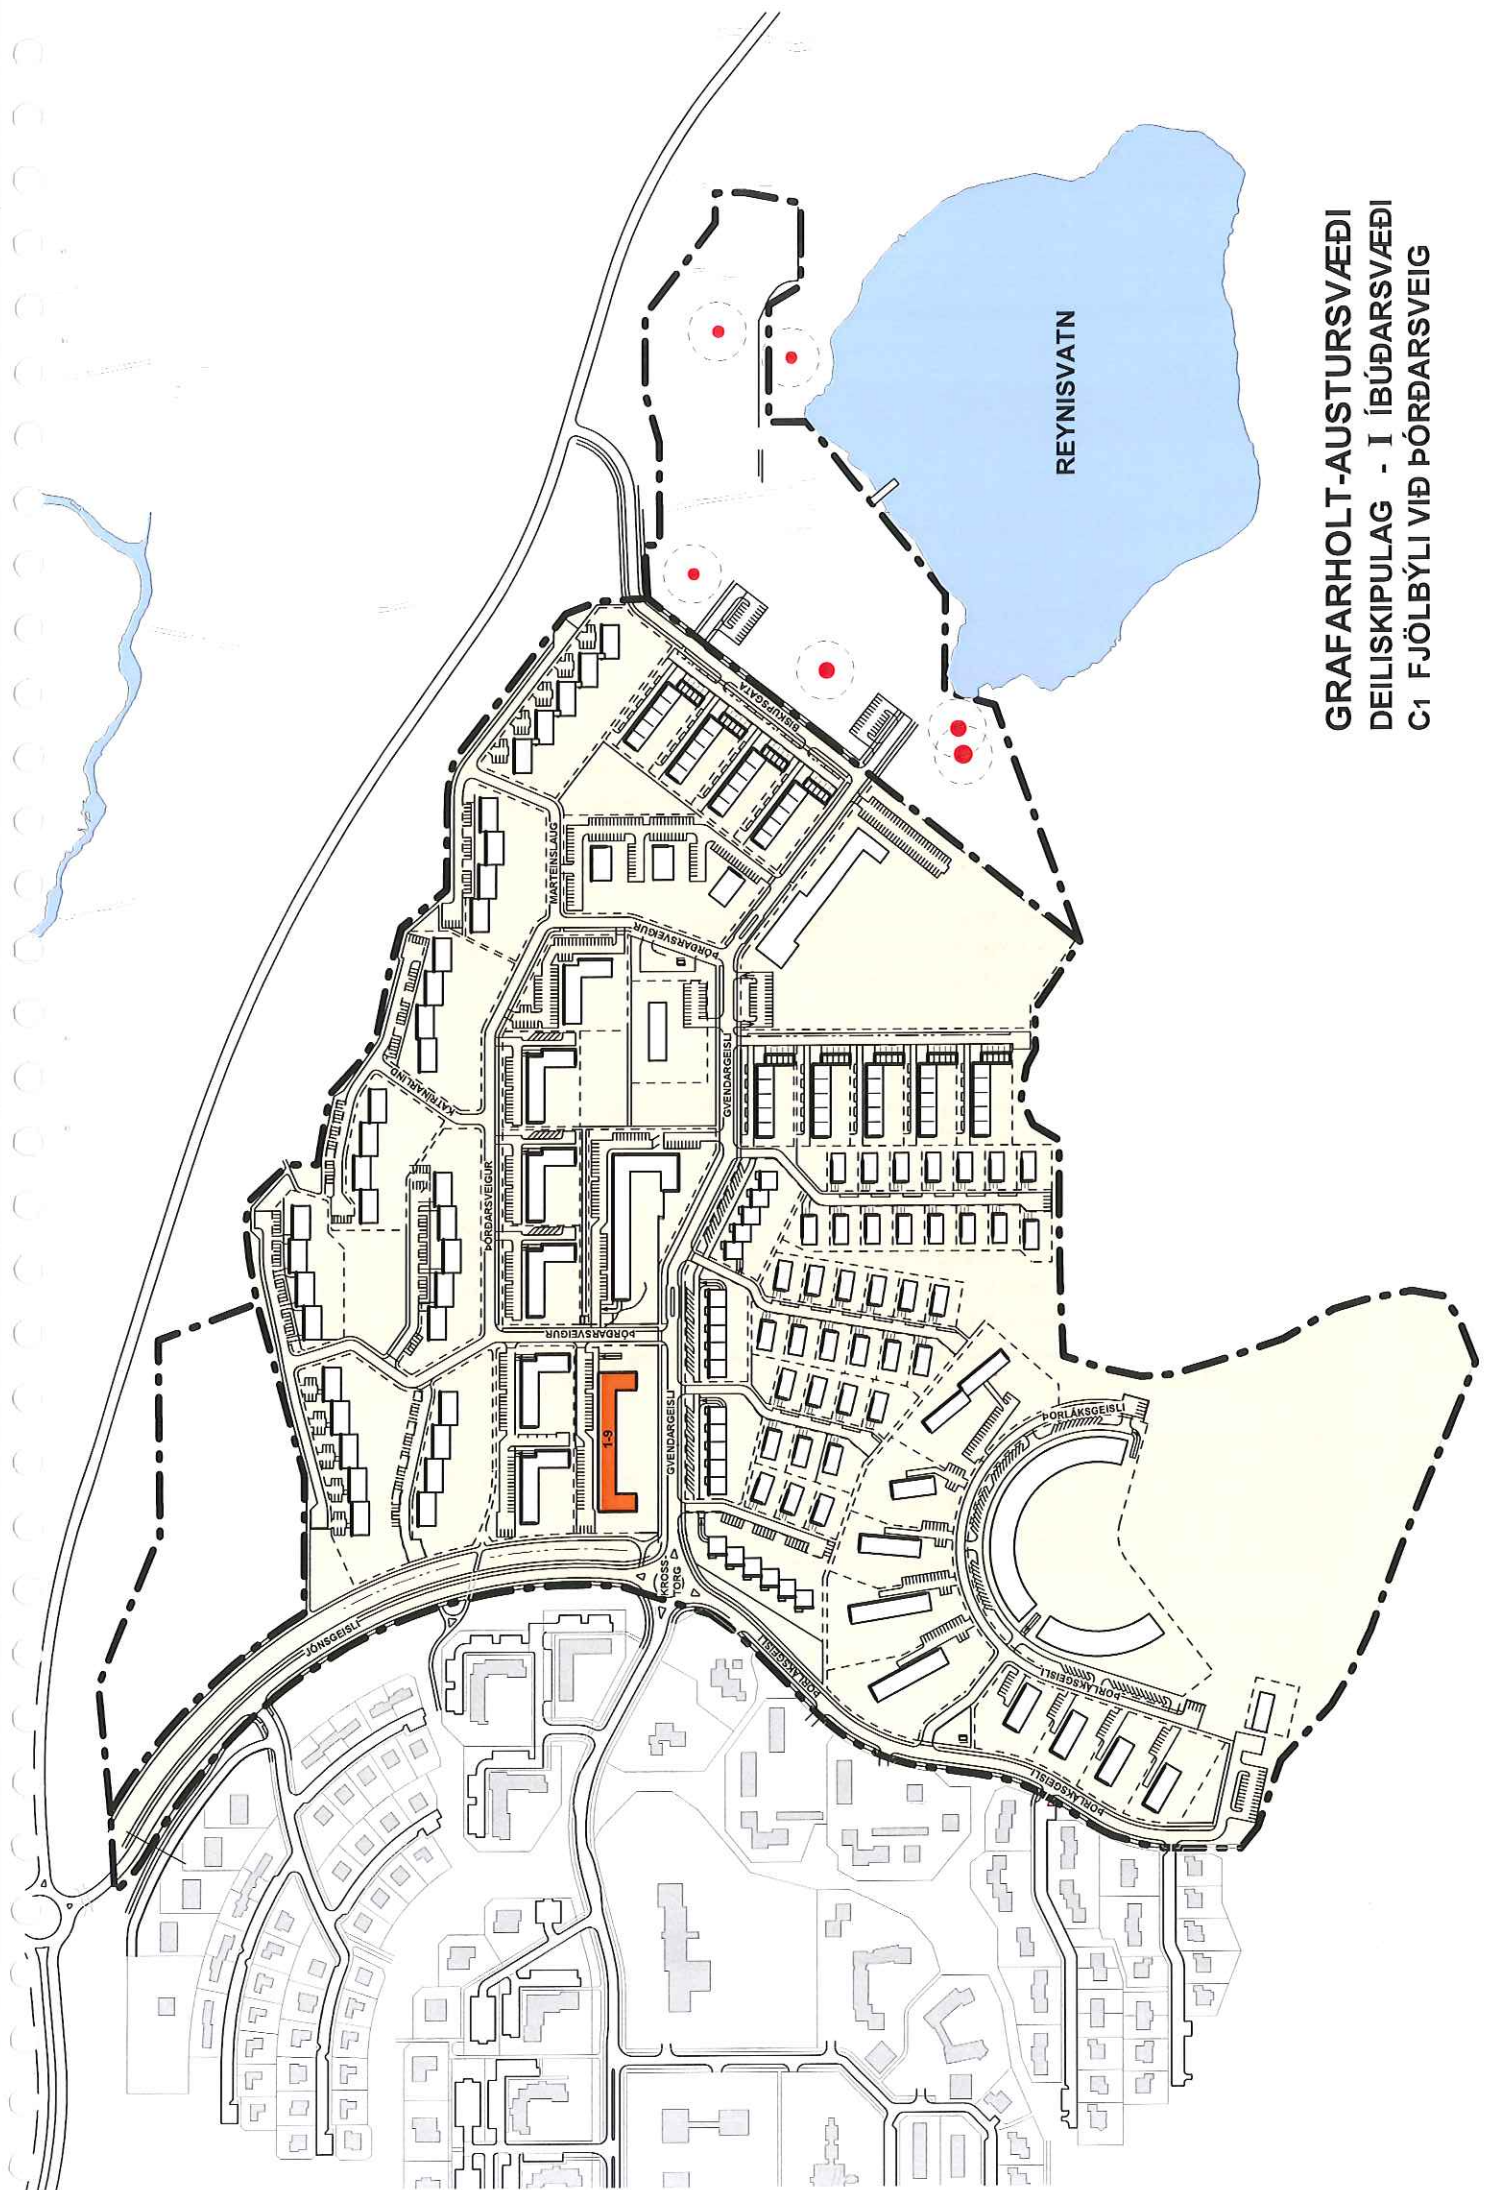 GRAFARHOLT-AUSTURSVÆÐI
DEILISKIPULAG - I ÍBÚÐARSVÆÐI
C1 FJÖLBÝLI VIÐ ÞÓRÐARSVEIG
REYNISVATN
BISKUPSGATA
MARTEINSLAUG
ÞÓRÐARSVEIGUR
GVENDARGEISLI
KATRÍNARLIND
ÞÓRÐARSVEIGUR
ÞÓRÐARSVEIGUR
1-9
GVENDARGEISLI
KROSS-
TORG
JÓNSGEISLI
ÞORLÁKSGEISLI
ÞORLÁKSGEISLI
ÞORLÁKSGEISLI
ÞORLÁKSGEISLI